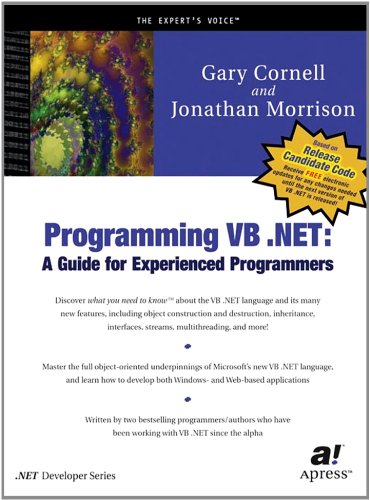 THE EXPERT'S VOICE™
Gary Cornell
and
Jonathan Morrison
Based on
Release
Candidate Code
Receive FREE electronic
updates for any changes needed
until the next version of
VB .NET is released!
Programming VB .NET:
A Guide for Experienced Programmers
Discover what you need to know™ about the VB .NET language and its many
new features, including object construction and destruction, inheritance,
interfaces, streams, multithreading, and more!
Master the full object-oriented underpinnings of Microsoft's new VB .NET language,
and learn how to develop both Windows- and Web-based applications
Written by two bestselling programmers/authors who have
been working with VB .NET since the alpha
.NET Developer Series
a!
Apress™